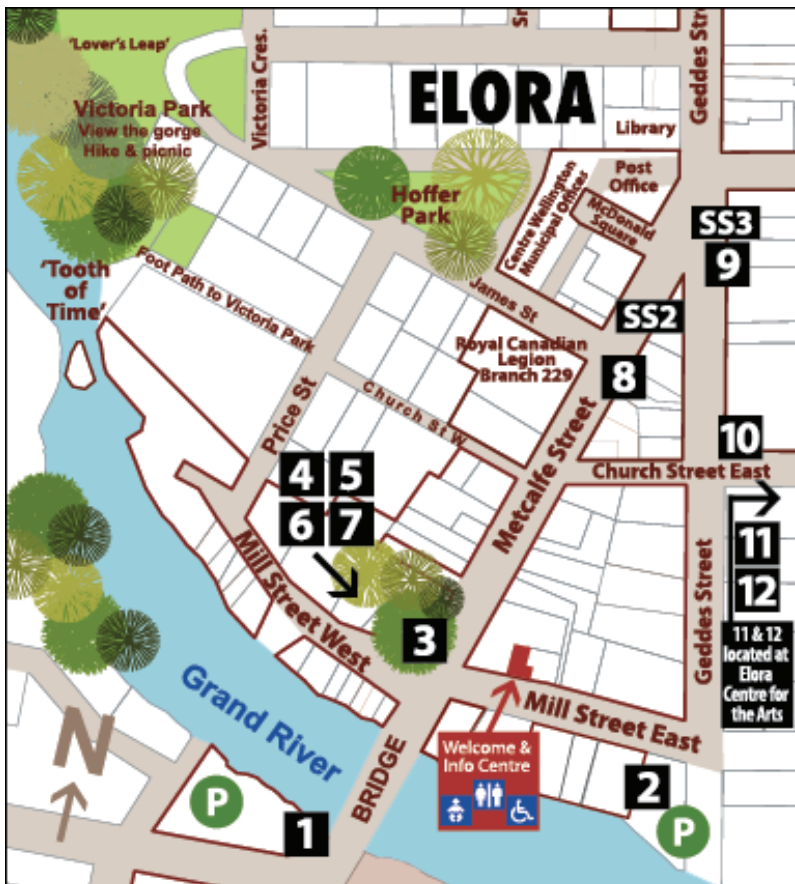 'Lover's Leap'
Victoria Park
View the gorge
Hike & picnic
Victoria Cres.
ELORA
Geddes Stre
Library
Post
Office
McDonald
Square
Centre Wellington
Municipal Offices
Hoffer
Park
SS3
9
'Tooth
of
Time'
Foot Path to Victoria Park
James St
SS2
Royal Canadian
Legion
Branch 229
8
Price St
Church St W
Metcalfe Street
10
Church Street East
4 5
6 7
11
12
11 & 12
located at
Elora
Centre for
the Arts
Geddes Street
Mill Street West
3
Grand River
Mill Street East
N
Welcome &
Info Centre
BRIDGE
P
1
2
P